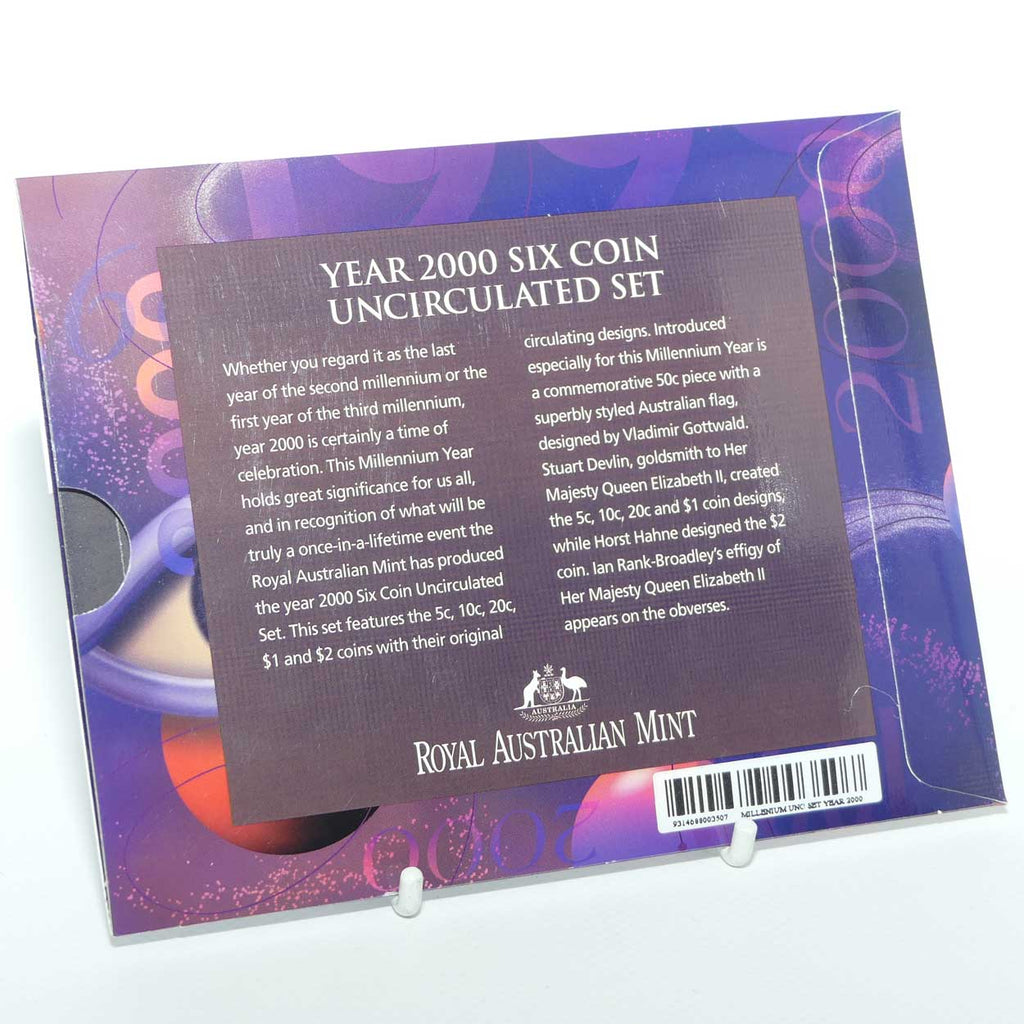 YEAR 2000 SIX COIN
UNCIRCULATED SET
Whether you regard it as the last
year of the second millennium or the
first year of the third millennium,
year 2000 is certainly a time of
celebration. This Millennium Year
holds great significance for us all,
and in recognition of what will be
truly a once-in-a-lifetime event the
Royal Australian Mint has produced
the year 2000 Six Coin Uncirculated
Set. This set features the 5c, 10c, 20c,
$1 and $2 coins with their original
circulating designs. Introduced
especially for this Millennium Year is
a commemorative 50c piece with a
superbly styled Australian flag,
designed by Vladimir Gottwald.
Stuart Devlin, goldsmith to Her
Majesty Queen Elizabeth II, created
the 5c, 10c, 20c and $1 coin designs,
while Horst Hahne designed the $2
coin. Ian Rank-Broadley's effigy of
Her Majesty Queen Elizabeth II
appears on the obverses.
AUSTRALIA
ROYAL AUSTRALIAN MINT
9314688003507 MILLENIUM UNC SET YEAR 2000
2000
2000